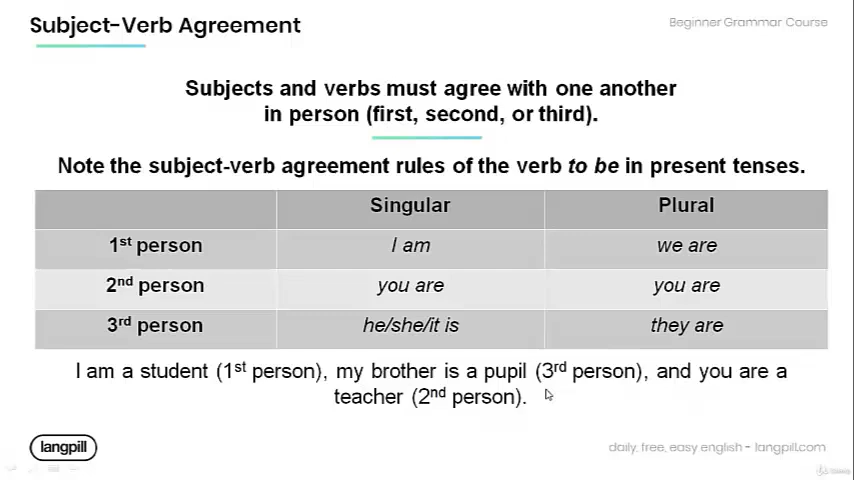 Subject-Verb Agreement
Beginner Grammar Course
Subjects and verbs must agree with one another
in person (first, second, or third).
Note the subject-verb agreement rules of the verb to be in present tenses.
Singular Plural
1st person I am we are
2nd person you are you are
3rd person he/she/it is they are
I am a student (1st person), my brother is a pupil (3rd person), and you are a
teacher (2nd person).
langpill
daily, free, easy english - langpill.com